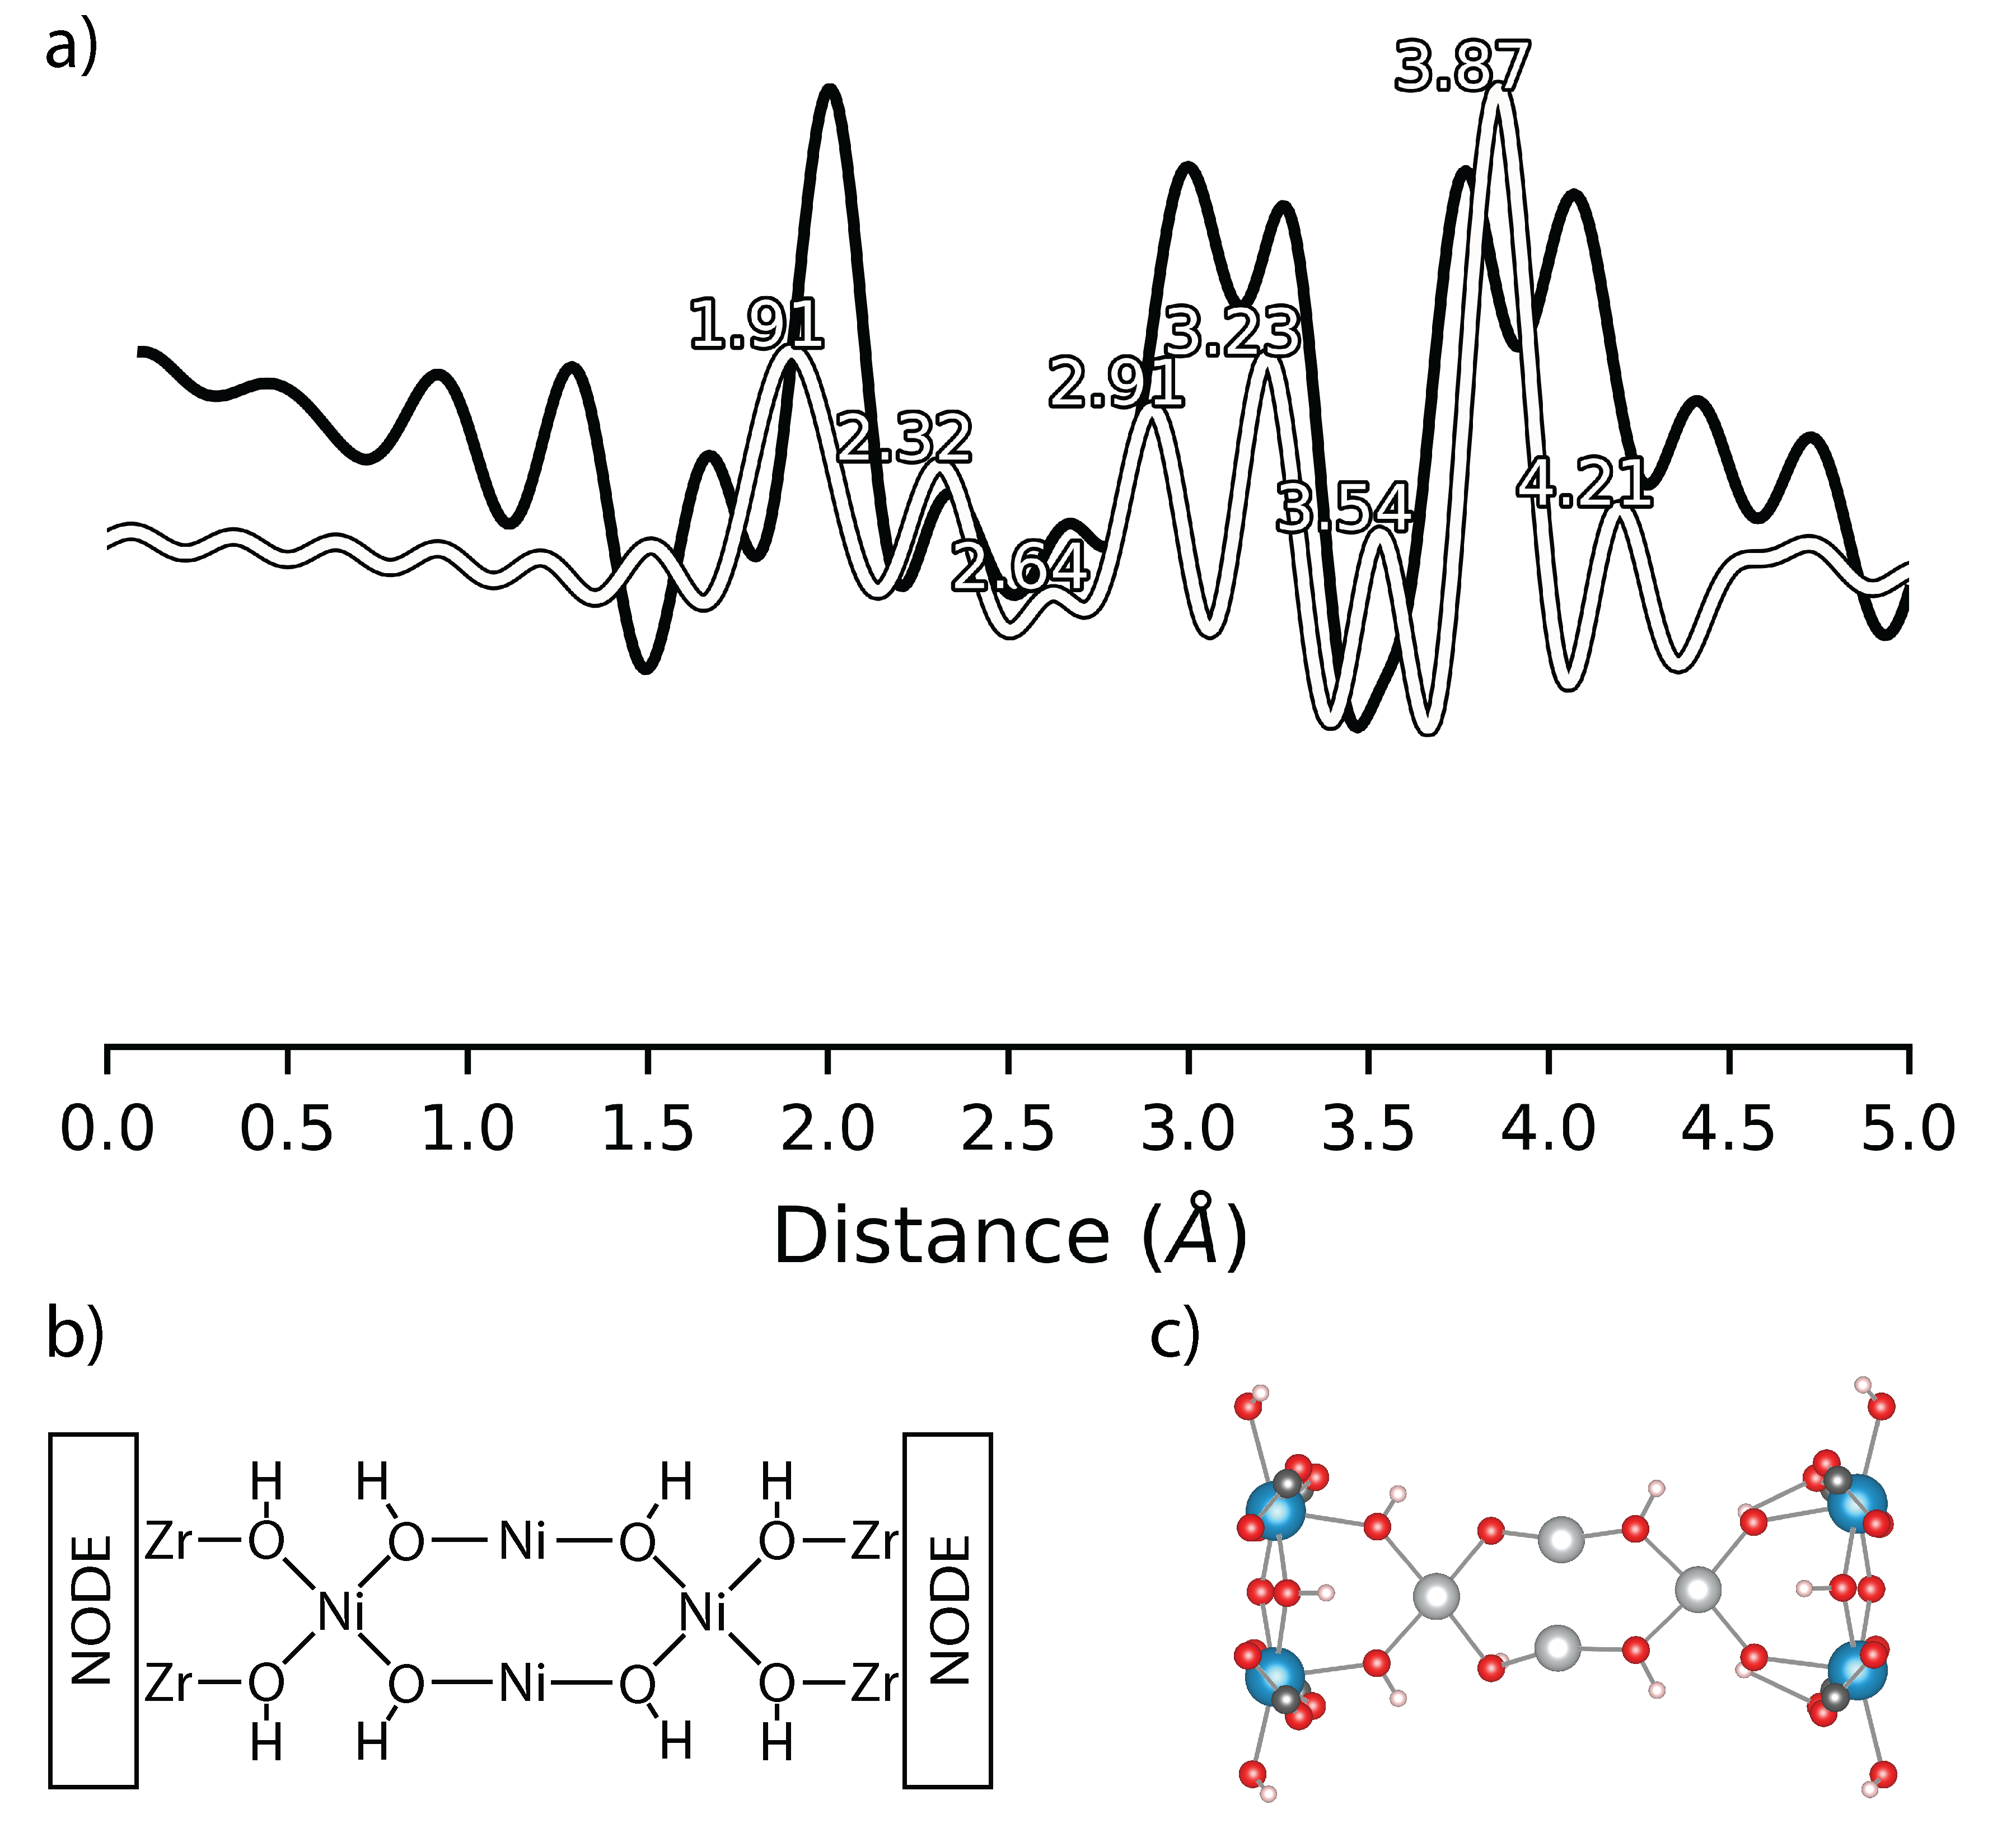 a)
3.87
1.91
3.23
2.91
2.32
4.21
3.54
2.64
0.0 0.5 1.0 1.5 2.0 2.5 3.0 3.5 4.0 4.5 5.0
Distance (Å)
b)
c)
H H H H
Zr O O Ni O O Zr
NODE Ni Ni NODE
Zr O O Ni O O Zr
H H H H